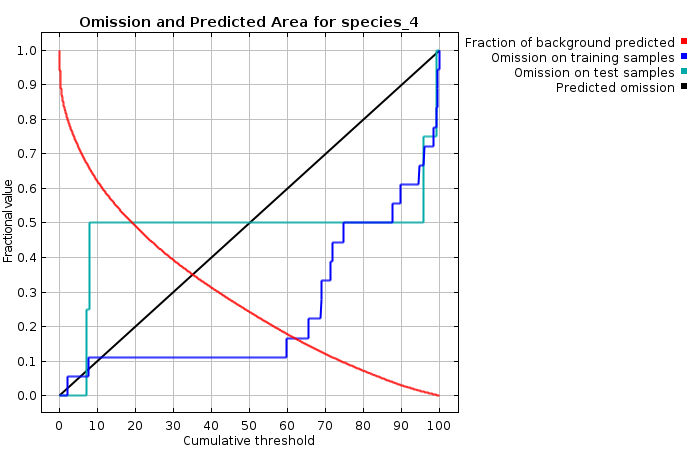 Omission and Predicted Area for species_4
Fraction of background predicted
Omission on training samples
Omission on test samples
Predicted omission
Fractional value
1.0
0.9
0.8
0.7
0.6
0.5
0.4
0.3
0.2
0.1
0.0
0 10 20 30 40 50 60 70 80 90 100
Cumulative threshold